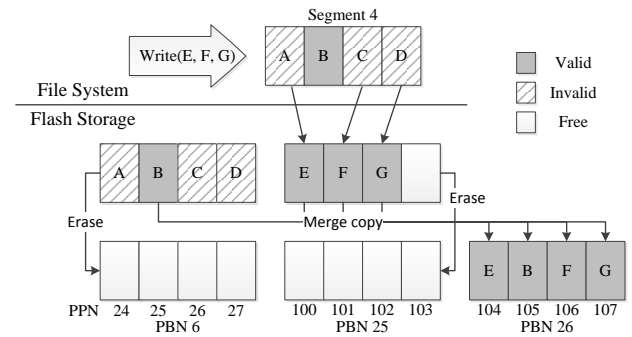 Segment 4
Write(E, F, G)
A B C D
Valid
Invalid
Free
File System
Flash Storage
A B C D
E F G
Erase
Merge copy
Erase
E B F G
PPN 24 25 26 27 100 101 102 103 104 105 106 107
PBN 6 PBN 25 PBN 26